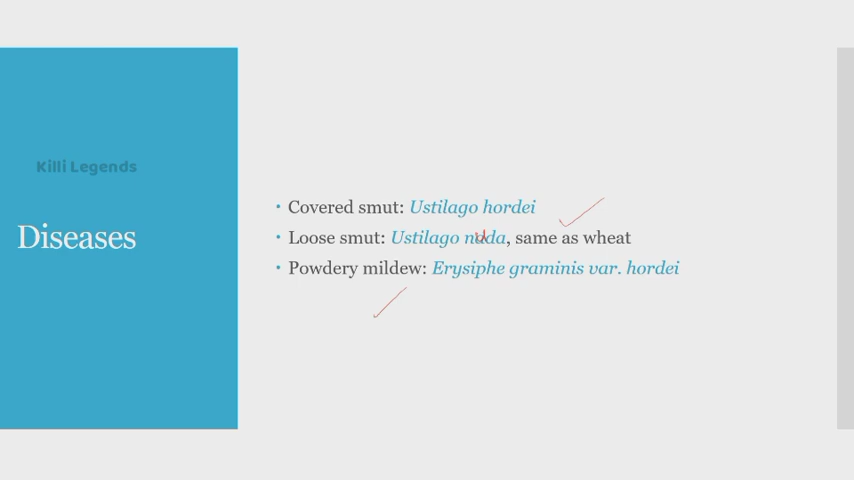 Killi Legends
Diseases
• Covered smut: Ustilago hordei
• Loose smut: Ustilago nuda, same as wheat
• Powdery mildew: Erysiphe graminis var. hordei